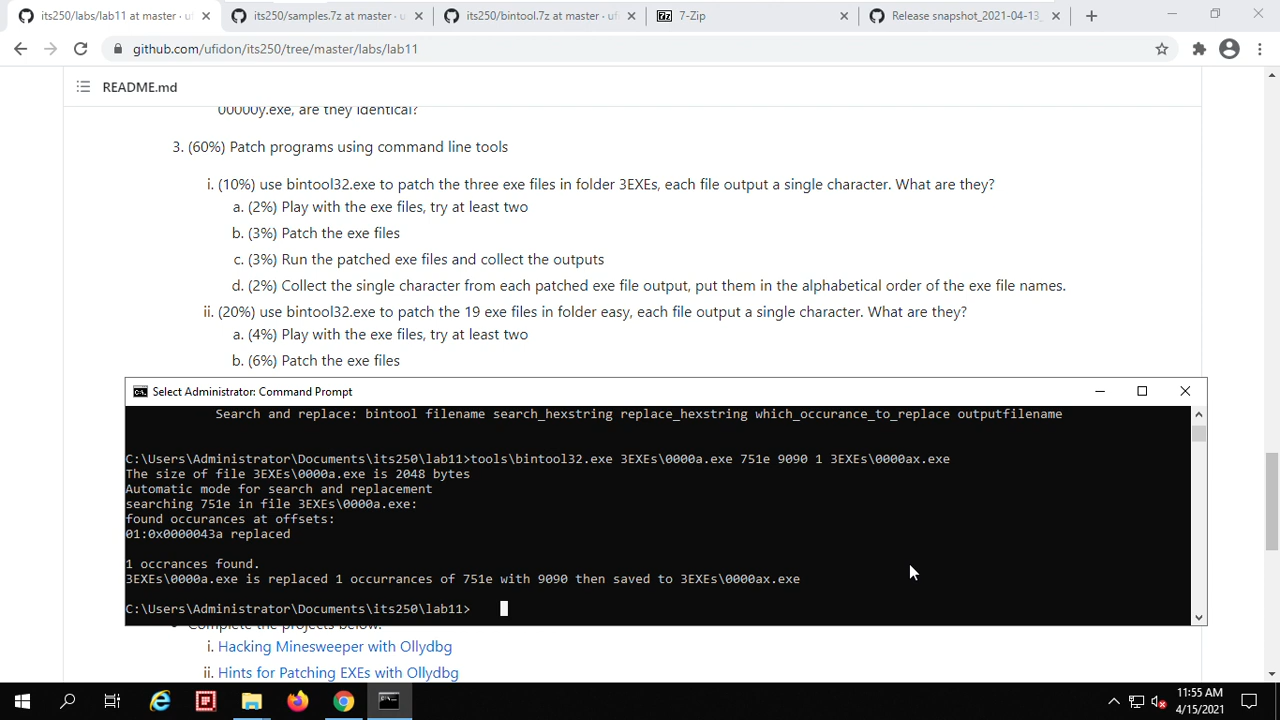 its250/labs/lab11 at master · u
its250/samples.7z at master · u
its250/bintool.7z at master · uf
7-Zip
Release snapshot_2021-04-13_
github.com/ufidon/its250/tree/master/labs/lab11
README.md
00000y.exe, are they identical?
3. (60%) Patch programs using command line tools
i. (10%) use bintool32.exe to patch the three exe files in folder 3EXEs, each file output a single character. What are they?
a. (2%) Play with the exe files, try at least two
b. (3%) Patch the exe files
c. (3%) Run the patched exe files and collect the outputs
d. (2%) Collect the single character from each patched exe file output, put them in the alphabetical order of the exe file names.
ii. (20%) use bintool32.exe to patch the 19 exe files in folder easy, each file output a single character. What are they?
a. (4%) Play with the exe files, try at least two
b. (6%) Patch the exe files
Select Administrator: Command Prompt
Search and replace: bintool filename search_hexstring replace_hexstring which_occurance_to_replace outputfilename
C:\Users\Administrator\Documents\its250\lab11>tools\bintool32.exe 3EXEs\0000a.exe 751e 9090 1 3EXEs\0000ax.exe
The size of file 3EXEs\0000a.exe is 2048 bytes
Automatic mode for search and replacement
searching 751e in file 3EXEs\0000a.exe:
found occurances at offsets:
01:0x0000043a replaced
1 occrances found.
3EXEs\0000a.exe is replaced 1 occurrances of 751e with 9090 then saved to 3EXEs\0000ax.exe
C:\Users\Administrator\Documents\its250\lab11>
Complete the projects below:
i. Hacking Minesweeper with Ollydbg
ii. Hints for Patching EXEs with Ollydbg
11:55 AM
4/15/2021